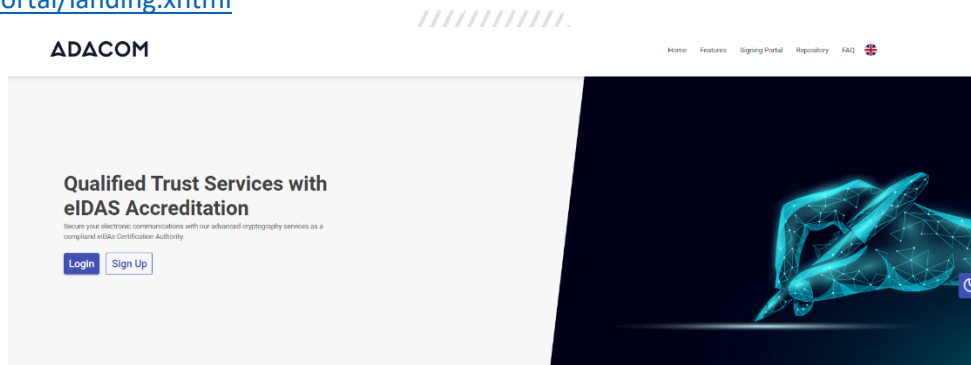 ortal/landing.xhtml
ADACOM
Home Features Signing Portal Repository FAQ
Qualified Trust Services with
eIDAS Accreditation
Secure your electronic communications with our advanced cryptography services as a
compliand eIDAs Certification Authority.
Login Sign Up